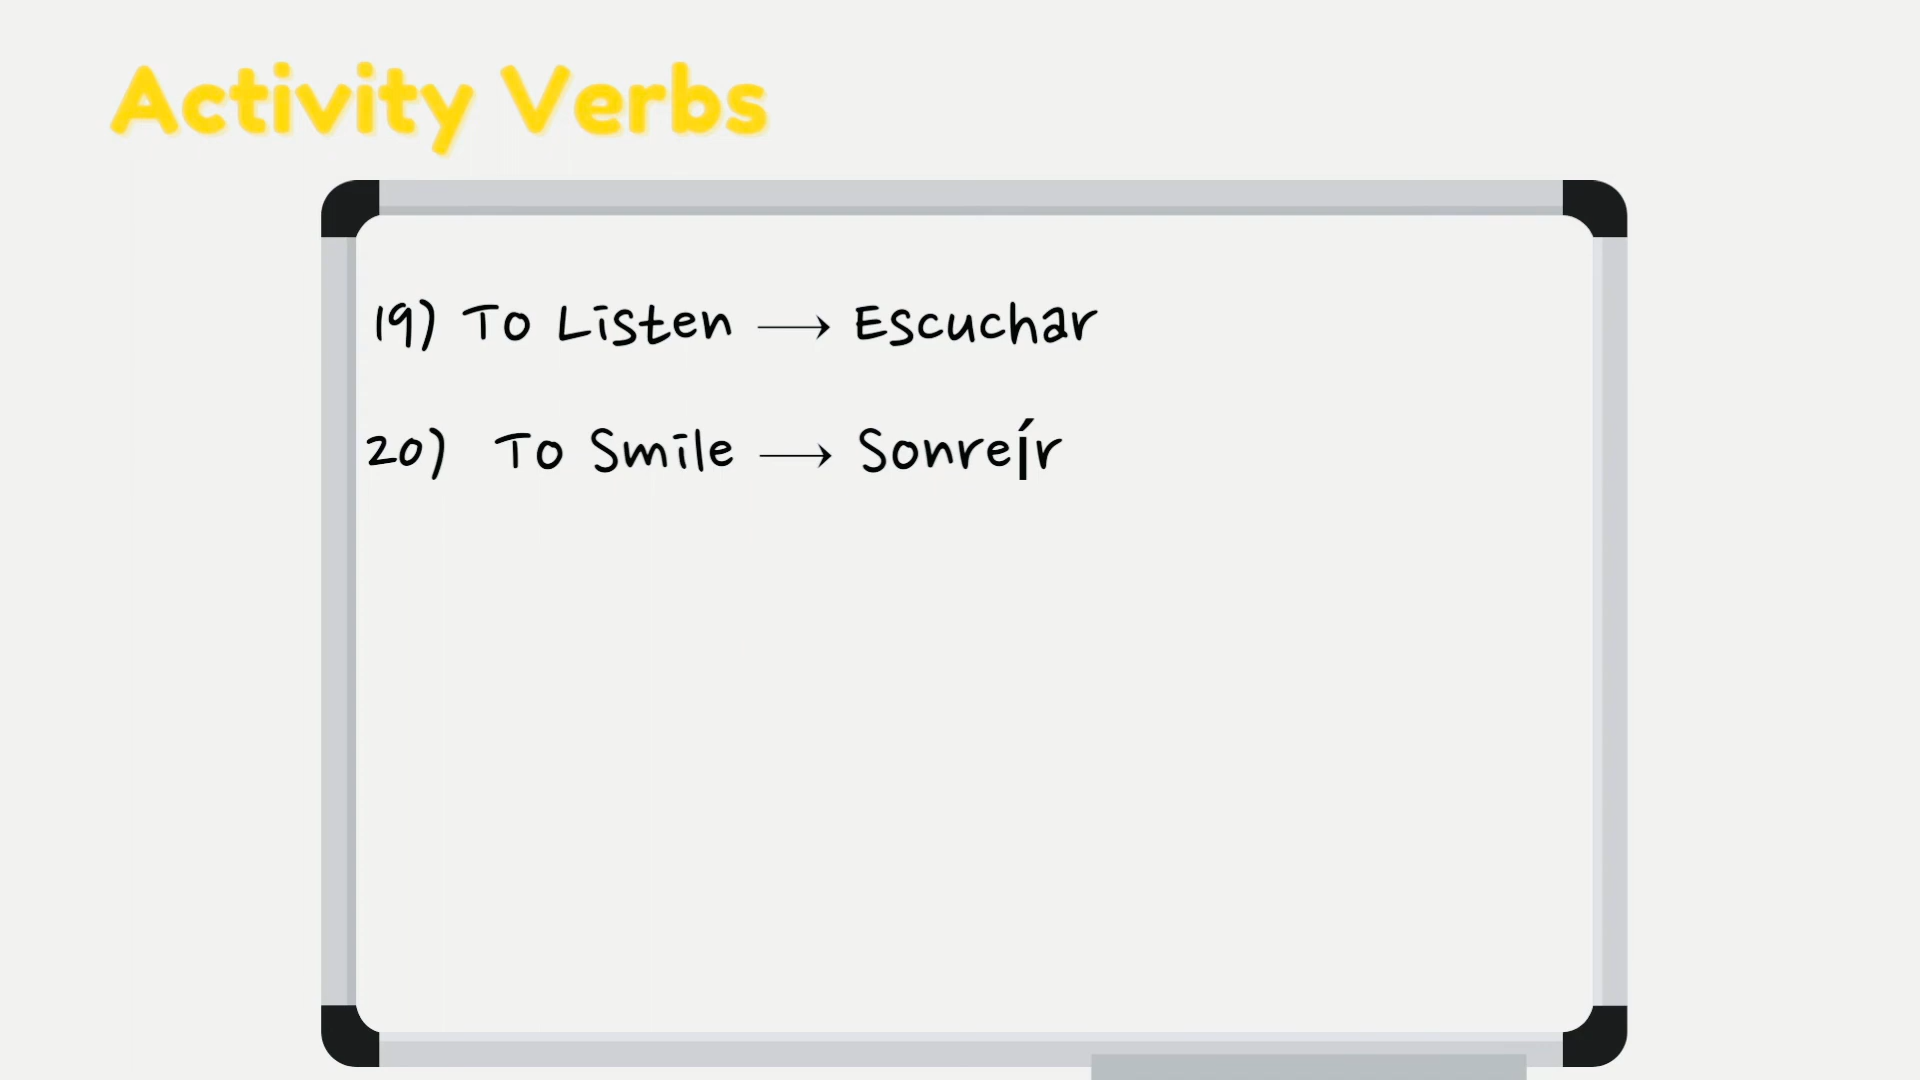 Activity Verbs
19) To Listen → Escuchar
20) To Smile → Sonreír